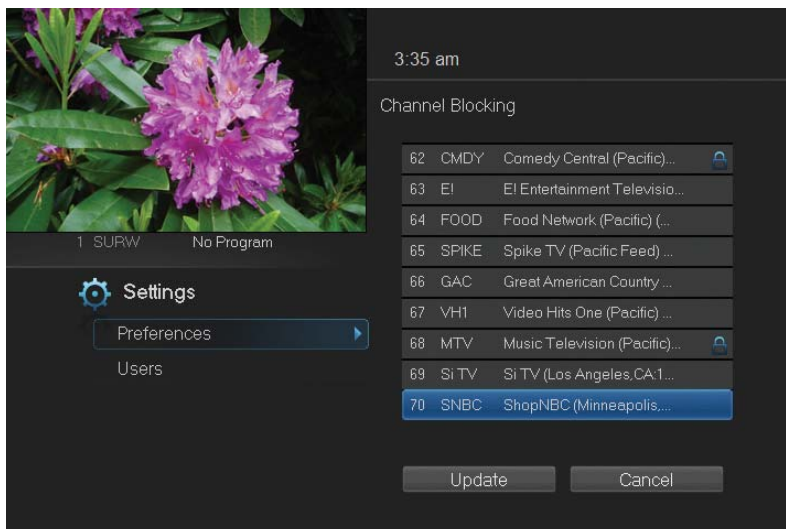 3:35 am
Channel Blocking
62 CMDY Comedy Central (Pacific)...
63 E! E! Entertainment Televisio...
64 FOOD Food Network (Pacific) (...
65 SPIKE Spike TV (Pacific Feed) ...
66 GAC Great American Country ...
67 VH1 Video Hits One (Pacific) ...
68 MTV Music Television (Pacific)...
69 Si TV Si TV (Los Angeles,CA:1...
70 SNBC ShopNBC (Minneapolis,...
Update Cancel
1 SURW No Program
Settings
Preferences
Users